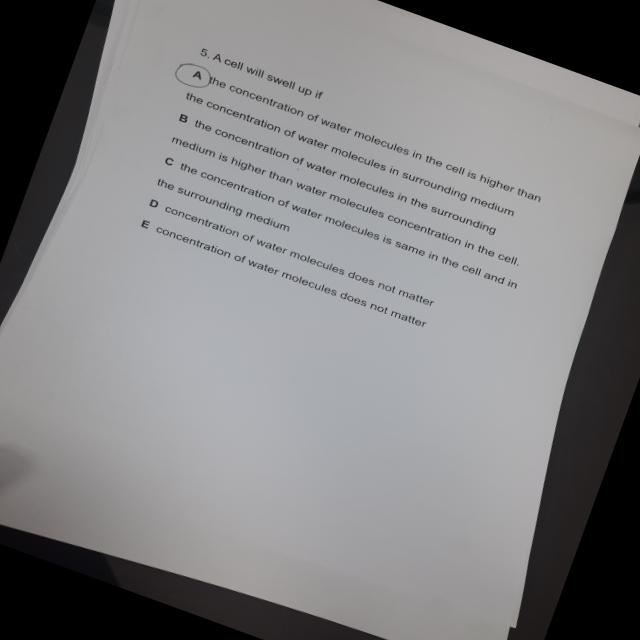 5. A cell will swell up if
A the concentration of water molecules in the cell is higher than
the concentration of water molecules in surrounding medium
B the concentration of water molecules in the surrounding
medium is higher than water molecules concentration in the cell.
C the concentration of water molecules is same in the cell and in
the surrounding medium
D concentration of water molecules does not matter
E concentration of water molecules does not matter